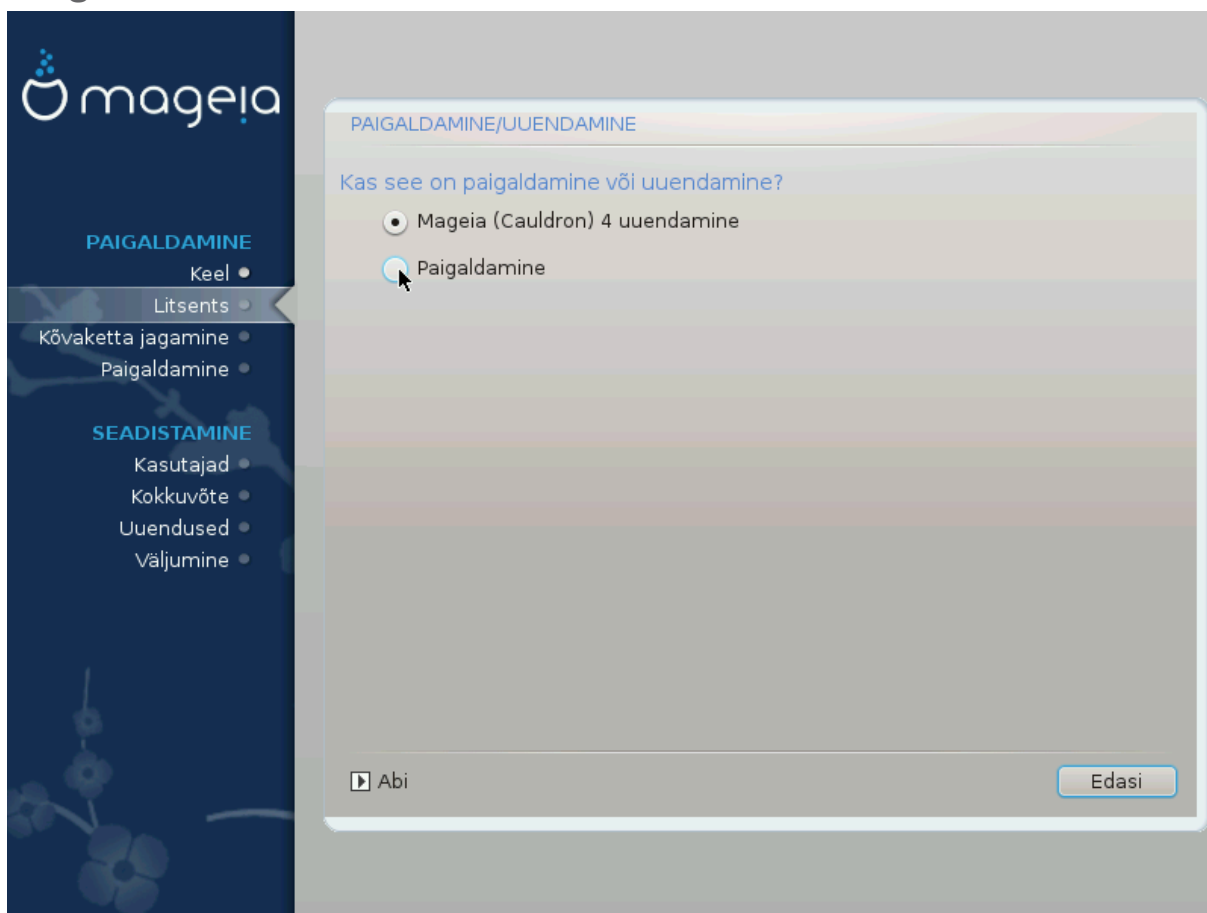 mageia
PAIGALDAMINE
Keel
Litsents
Kõvaketta jagamine
Paigaldamine
SEADISTAMINE
Kasutajad
Kokkuvõte
Uuendused
Väljumine
PAIGALDAMINE/UUENDAMINE
Kas see on paigaldamine või uuendamine?
Mageia (Cauldron) 4 uuendamine
Paigaldamine
Abi
Edasi